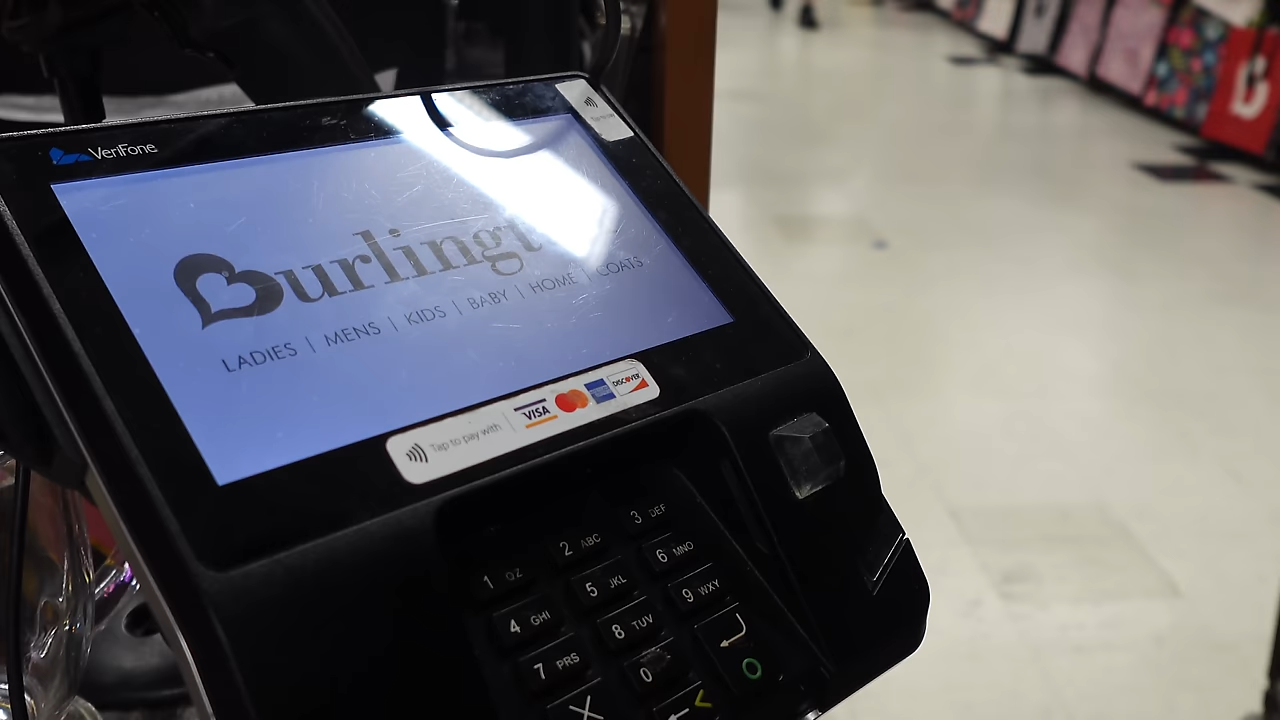 VeriFone
Burlingt
LADIES | MENS | KIDS | BABY | HOME | COATS
Tap to pay with VISA DISCOVER
1 QZ 2 ABC 3 DEF
4 GHI 5 JKL 6 MNO
7 PRS 8 TUV 9 WXY
0